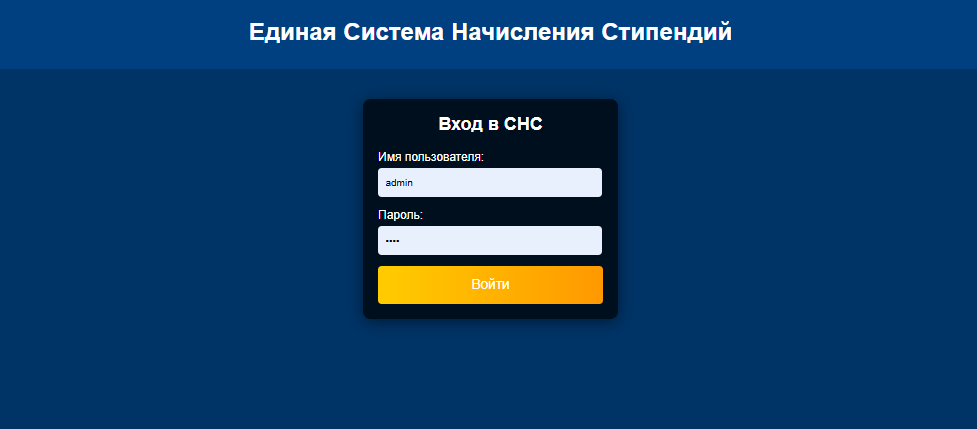 Единая Система Начисления Стипендий
Вход в СНС
Имя пользователя:
admin
Пароль:
••••
Войти